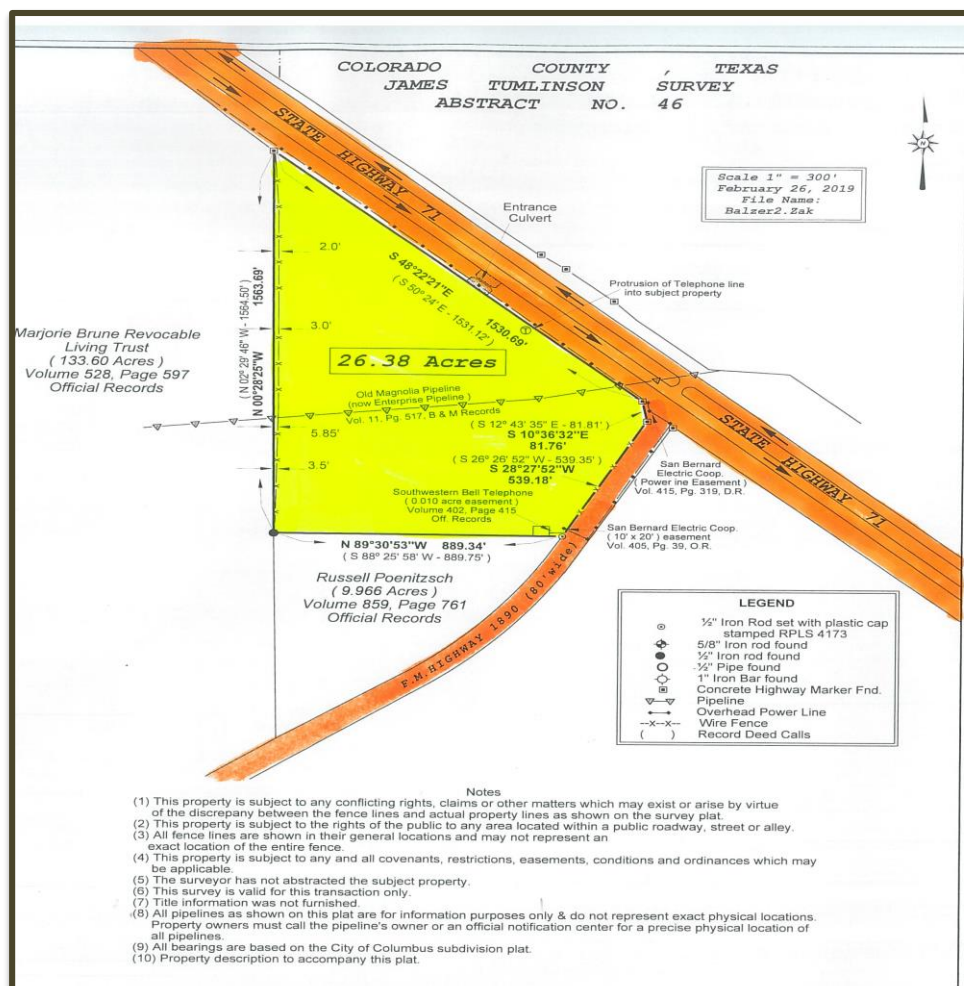 COLORADO COUNTY , TEXAS
JAMES TUMLINSON SURVEY
ABSTRACT NO. 46
Scale 1" = 300'
February 26, 2019
File Name:
Balzer2.Zak
N
STATE HIGHWAY 71
Entrance
Culvert
2.0'
S 48°22'21"E
( S 50° 24' E - 1531.12' )
1530.69'
Protrusion of Telephone line
into subject property
T
( N 02° 29' 46" W - 1564.50' )
N 00°28'25"W 1563.69'
3.0'
Marjorie Brune Revocable
Living Trust
( 133.60 Acres )
Volume 528, Page 597
Official Records
26.38 Acres
Old Magnolia Pipeline
(now Enterprise Pipeline )
Vol. 11, Pg. 517, B & M Records
5.85'
( S 12° 43' 35" E - 81.81' )
S 10°36'32"E
81.76'
( S 26° 26' 52" W - 539.35' )
S 28°27'52"W
539.18'
3.5'
San Bernard
Electric Coop.
( Power ine Easement )
Vol. 415, Pg. 319, D.R.
STATE HIGHWAY 71
Southwestern Bell Telephone
( 0.010 acre easement )
Volume 402, Page 415
Off. Records
San Bernard Electric Coop.
( 10' x 20' ) easement
Vol. 405, Pg. 39, O.R.
N 89°30'53"W 889.34'
( S 88° 25' 58' W - 889.75' )
Russell Poenitzsch
( 9.966 Acres )
Volume 859, Page 761
Official Records
F.M. HIGHWAY 1890 (80'wide)
LEGEND
½" Iron Rod set with plastic cap
stamped RPLS 4173
5/8" Iron rod found
½" Iron rod found
½" Pipe found
1" Iron Bar found
Concrete Highway Marker Fnd.
Pipeline
Overhead Power Line
--x--x-- Wire Fence
( ) Record Deed Calls
Notes
(1) This property is subject to any conflicting rights, claims or other matters which may exist or arise by virtue
of the discrepany between the fence lines and actual property lines as shown on the survey plat.
(2) This property is subject to the rights of the public to any area located within a public roadway, street or alley.
(3) All fence lines are shown in their general locations and may not represent an
exact location of the entire fence.
(4) This property is subject to any and all covenants, restrictions, easements, conditions and ordinances which may
be applicable.
(5) The surveyor has not abstracted the subject property.
(6) This survey is valid for this transaction only.
(7) Title information was not furnished.
(8) All pipelines as shown on this plat are for information purposes only & do not represent exact physical locations.
Property owners must call the pipeline's owner or an official notification center for a precise physical location of
all pipelines.
(9) All bearings are based on the City of Columbus subdivision plat.
(10) Property description to accompany this plat.